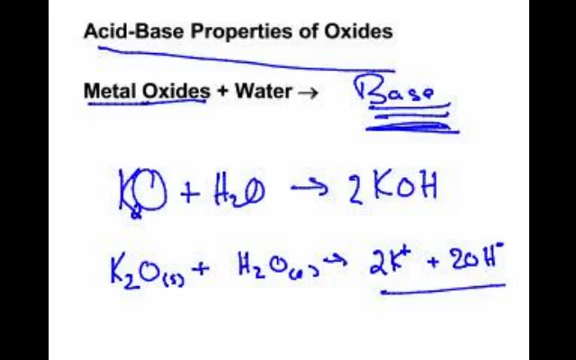 Acid-Base Properties of Oxides
Metal Oxides + Water → Base
K₂O + H₂O → 2KOH
K₂O(s) + H₂O(l) → 2K⁺ + 2OH⁻